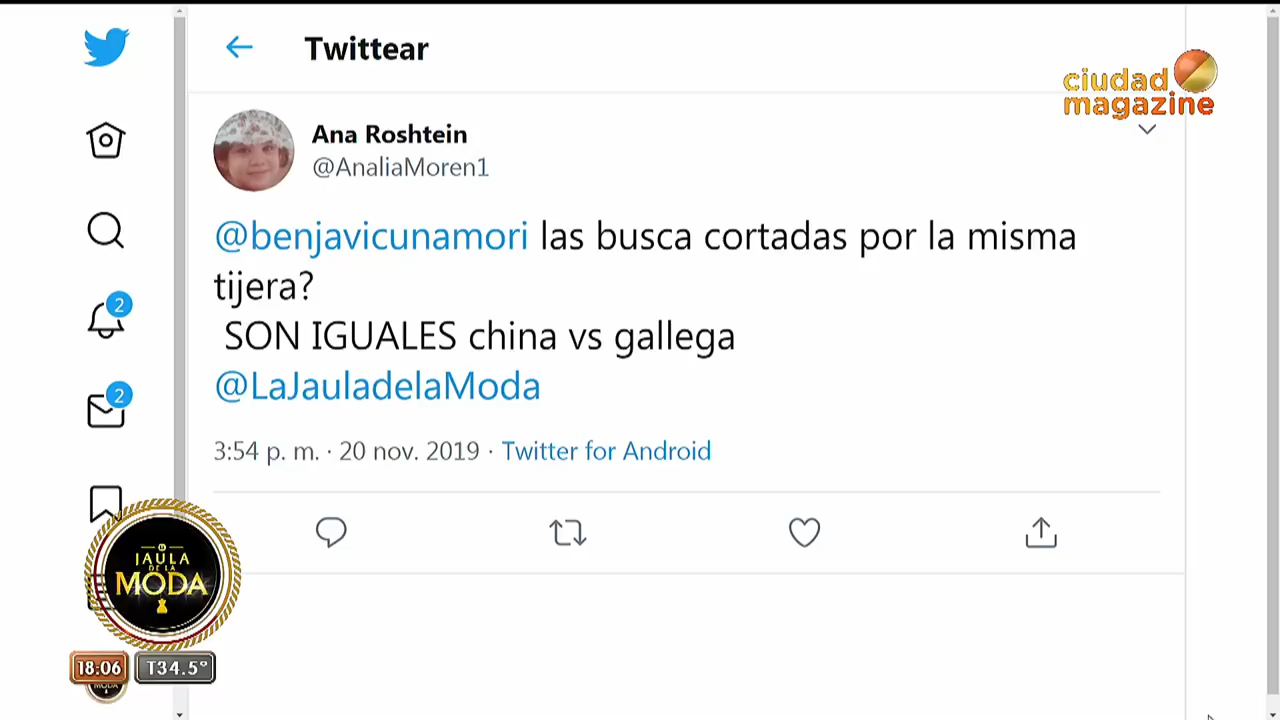 Twittear
ciudad
magazine
Ana Roshtein
@AnaliaMoren1
@benjavicunamori las busca cortadas por la misma
tijera?
SON IGUALES china vs gallega
@LaJauladelaModa
3:54 p. m. · 20 nov. 2019 · Twitter for Android
2
2
LA
JAULA
DE LA
MODA
18:06
T34.5°
MODA